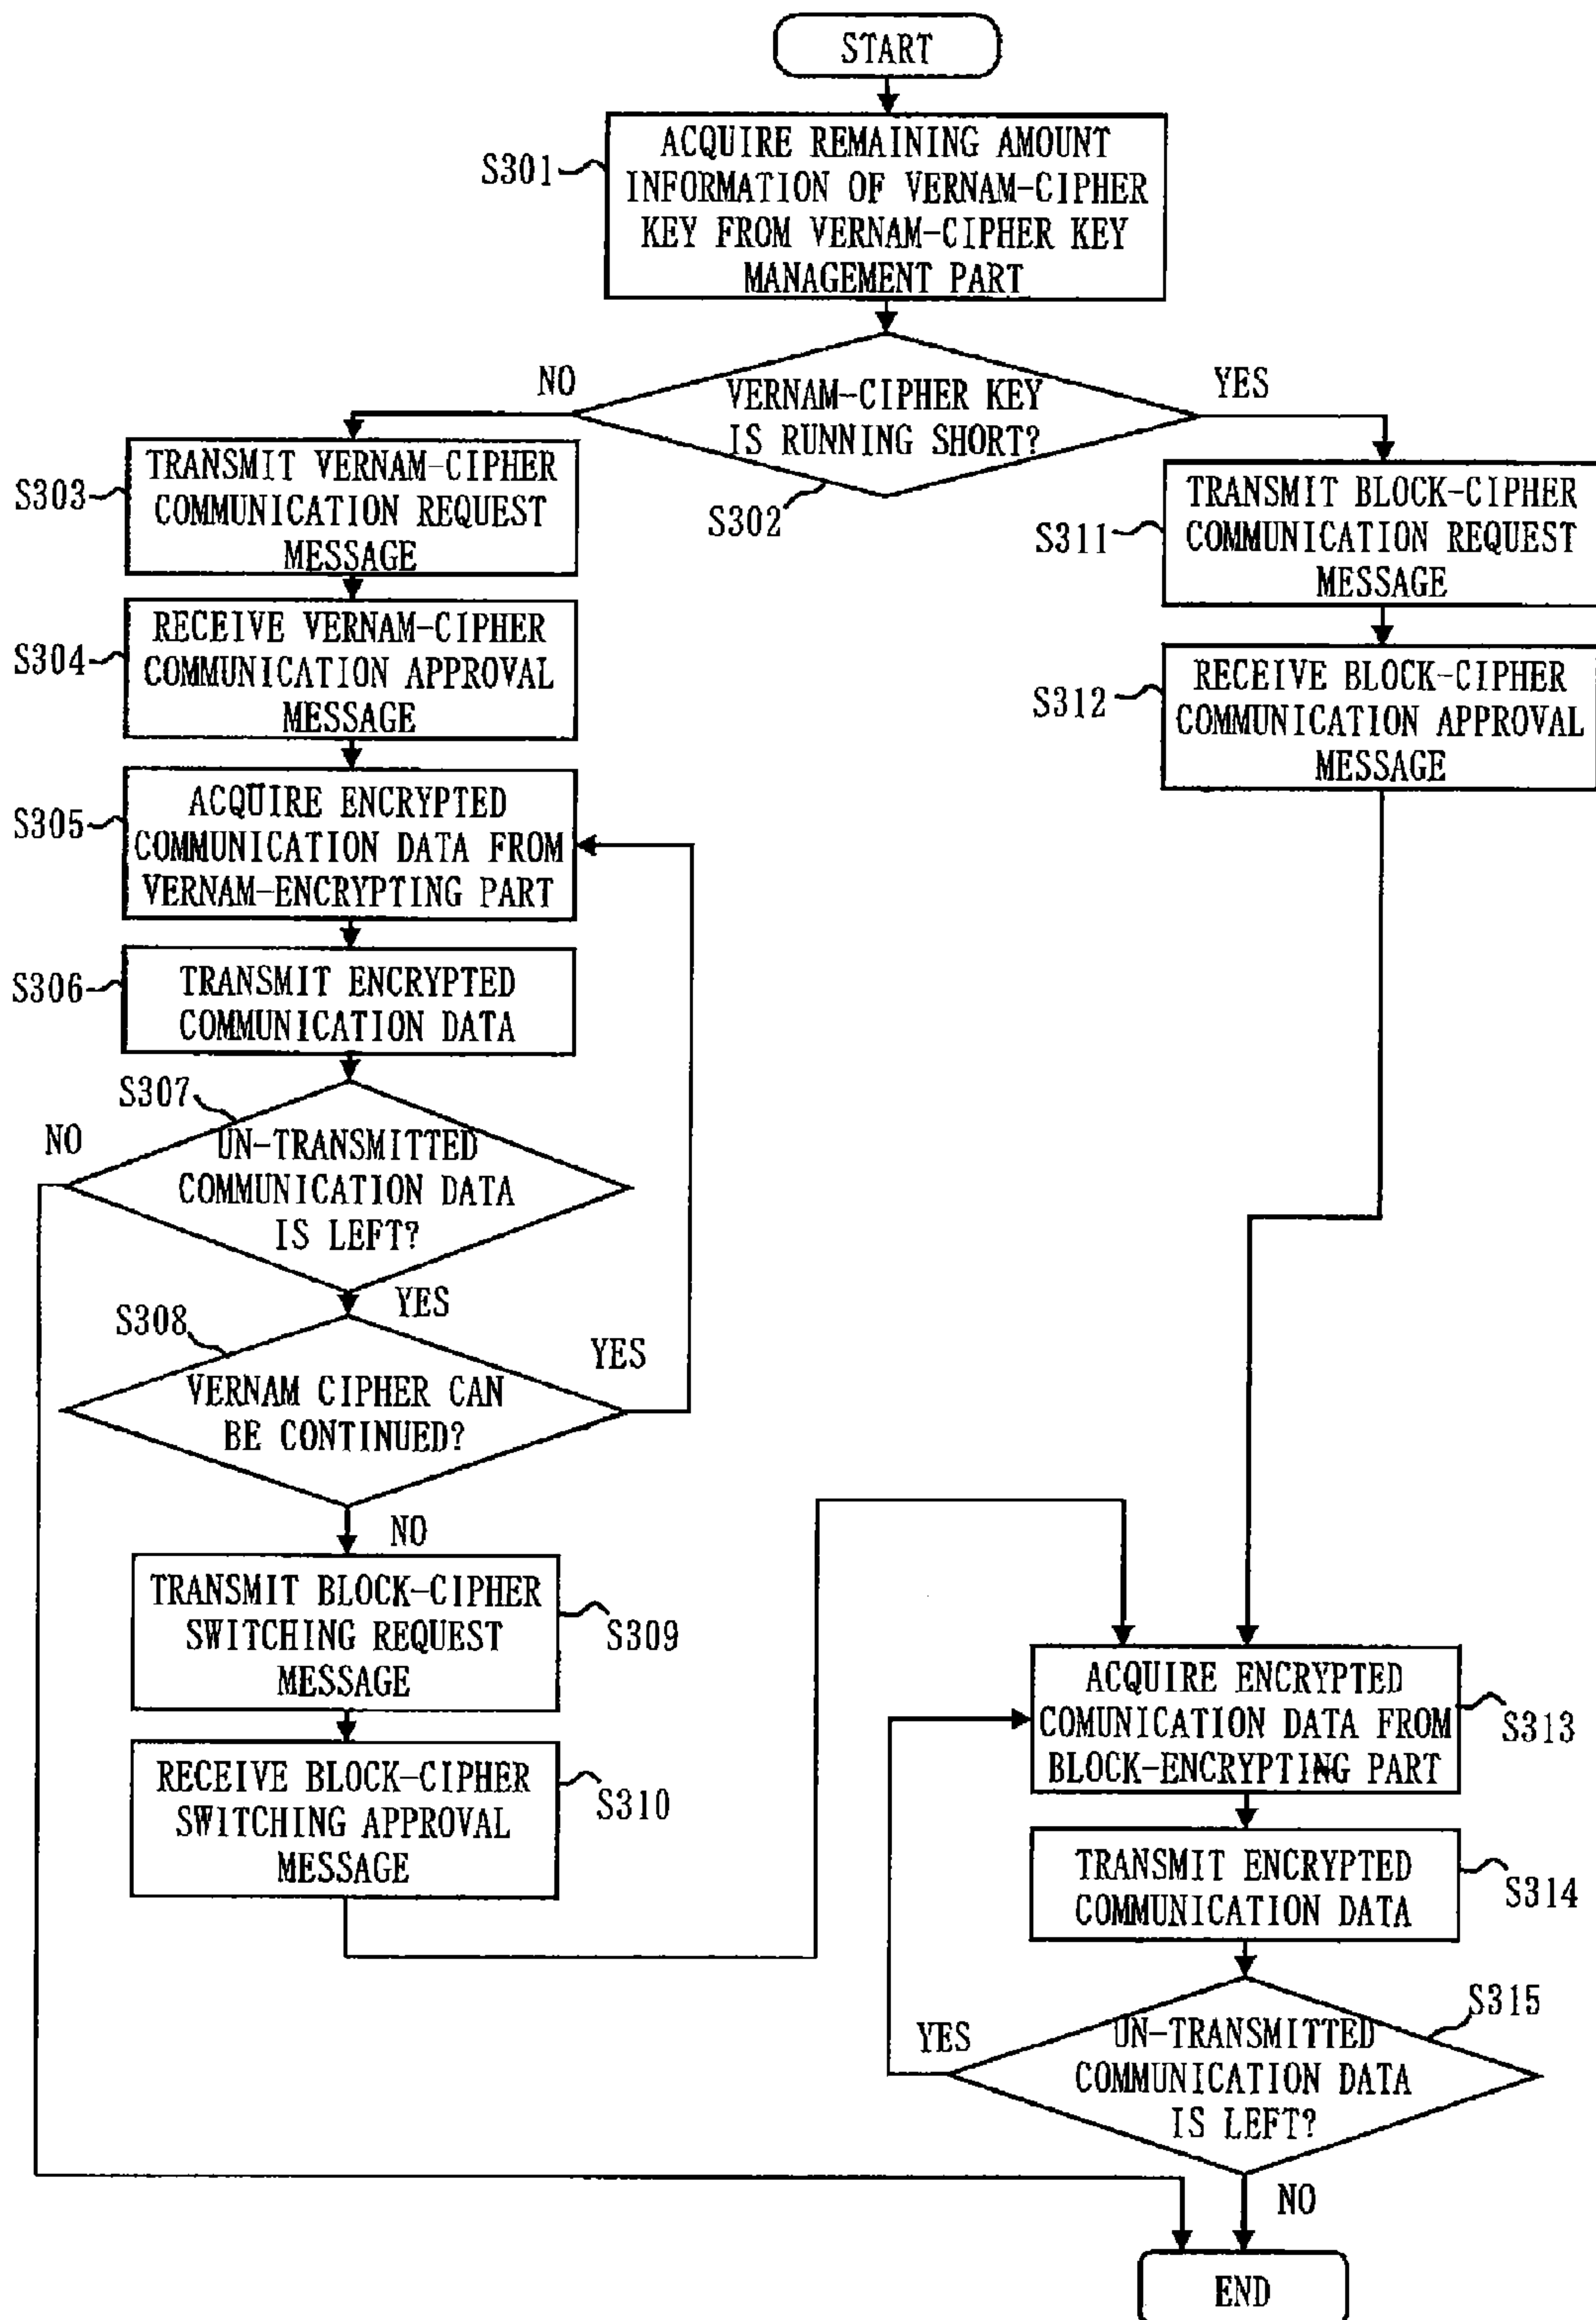 START
S301
ACQUIRE REMAINING AMOUNT
INFORMATION OF VERNAM-CIPHER
KEY FROM VERNAM-CIPHER KEY
MANAGEMENT PART
NO
VERNAM-CIPHER KEY
IS RUNNING SHORT?
YES
S302
S303
TRANSMIT VERNAM-CIPHER
COMMUNICATION REQUEST
MESSAGE
S311
TRANSMIT BLOCK-CIPHER
COMMUNICATION REQUEST
MESSAGE
S304
RECEIVE VERNAM-CIPHER
COMMUNICATION APPROVAL
MESSAGE
S312
RECEIVE BLOCK-CIPHER
COMMUNICATION APPROVAL
MESSAGE
S305
ACQUIRE ENCRYPTED
COMMUNICATION DATA FROM
VERNAM-ENCRYPTING PART
S306
TRANSMIT ENCRYPTED
COMMUNICATION DATA
S307
NO
UN-TRANSMITTED
COMMUNICATION DATA
IS LEFT?
YES
S308
YES
VERNAM CIPHER CAN
BE CONTINUED?
NO
TRANSMIT BLOCK-CIPHER
SWITCHING REQUEST
MESSAGE
S309
RECEIVE BLOCK-CIPHER
SWITCHING APPROVAL
MESSAGE
S310
ACQUIRE ENCRYPTED
COMUNICATION DATA FROM
BLOCK-ENCRYPTING PART
S313
TRANSMIT ENCRYPTED
COMMUNICATION DATA
S314
S315
YES
UN-TRANSMITTED
COMMUNICATION DATA
IS LEFT?
NO
END